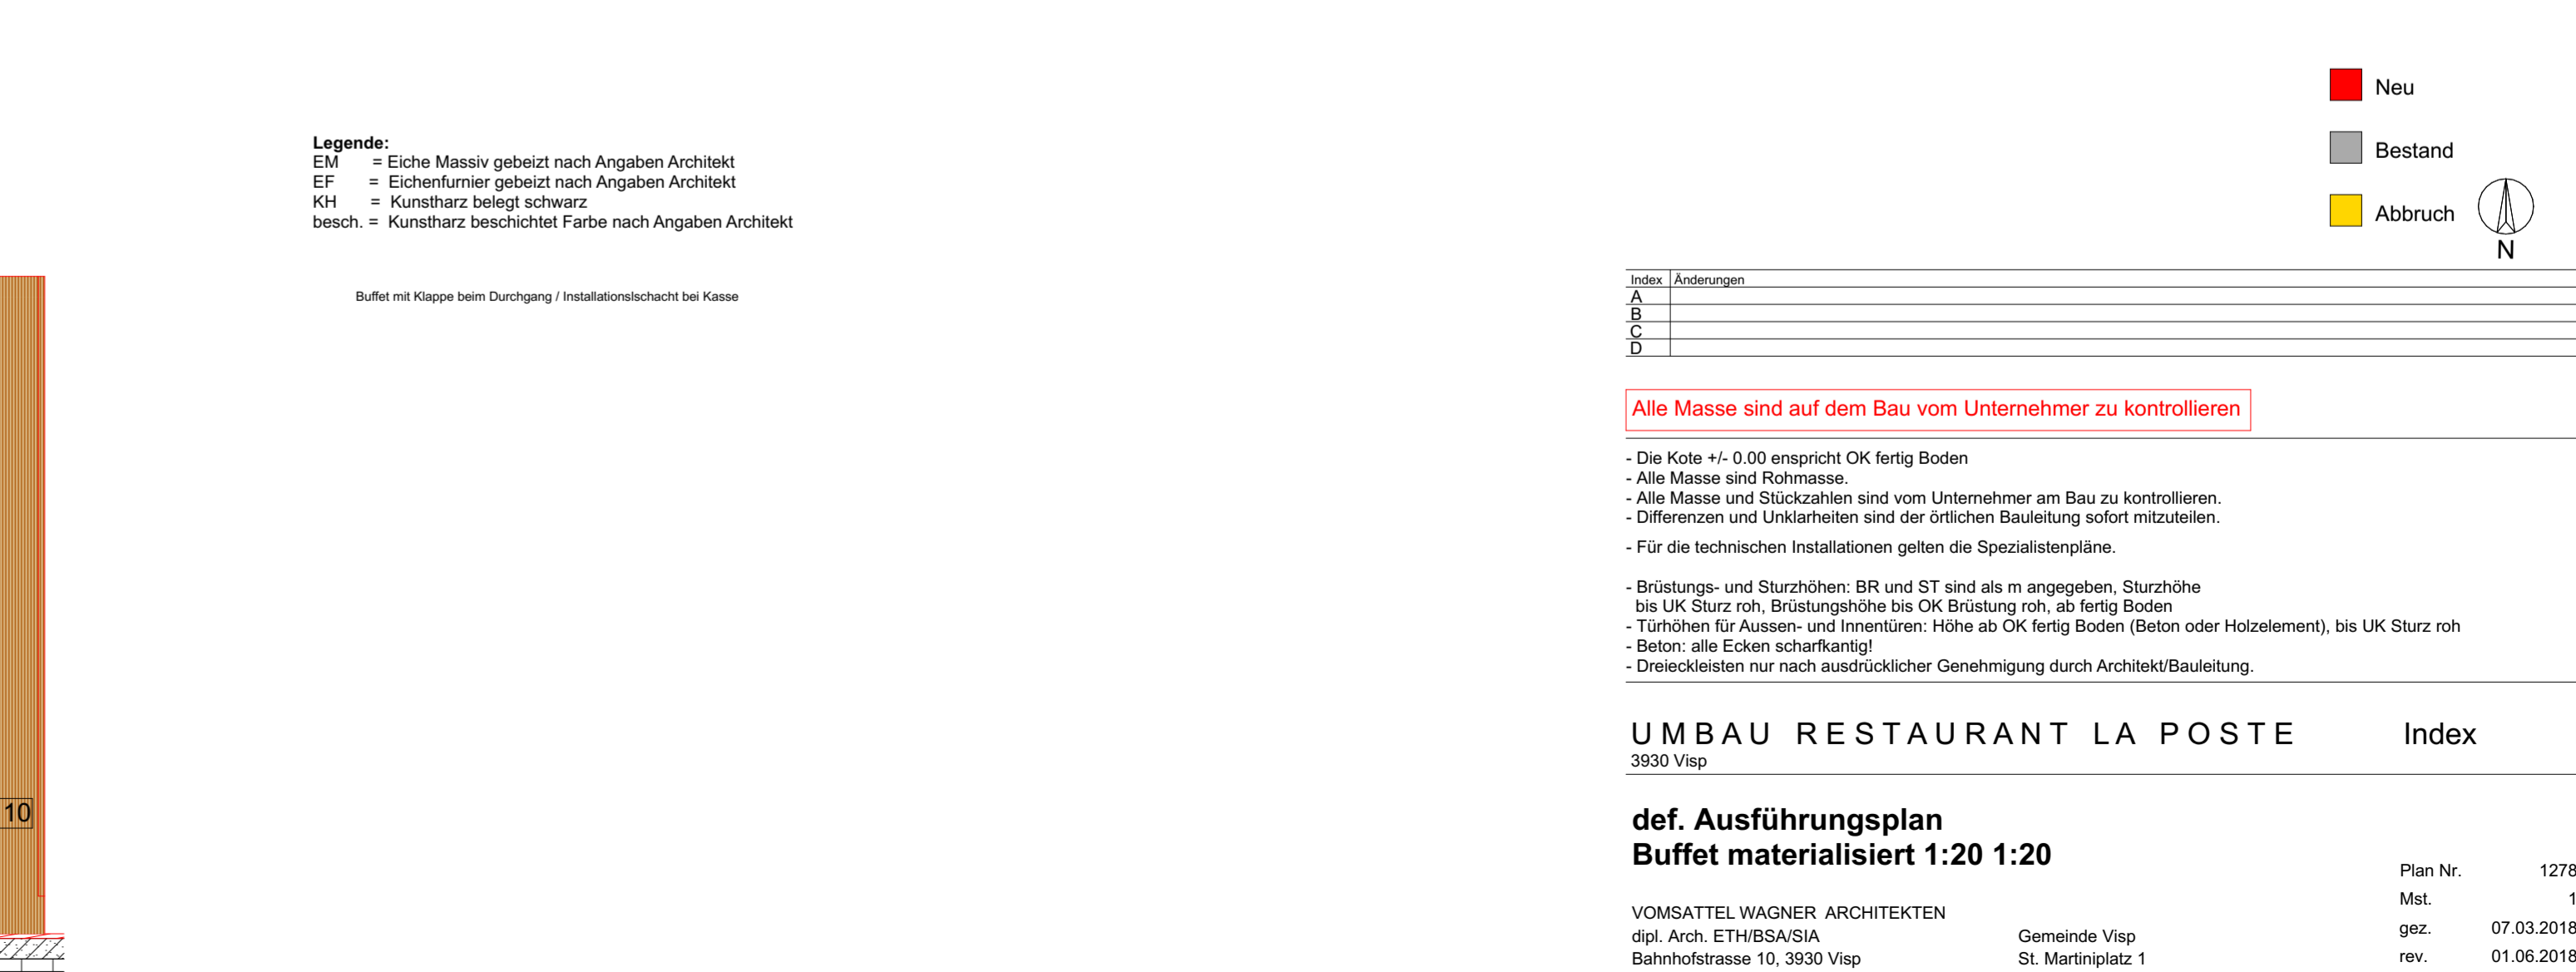 Neu
Bestand
Abbruch
N
Legende:
EM = Eiche Massiv gebeizt nach Angaben Architekt
EF = Eichenfurnier gebeizt nach Angaben Architekt
KH = Kunstharz belegt schwarz
besch. = Kunstharz beschichtet Farbe nach Angaben Architekt
Buffet mit Klappe beim Durchgang / Installationslschacht bei Kasse
10
Index Änderungen
A
B
C
D
Alle Masse sind auf dem Bau vom Unternehmer zu kontrollieren
- Die Kote +/- 0.00 enspricht OK fertig Boden
- Alle Masse sind Rohmasse.
- Alle Masse und Stückzahlen sind vom Unternehmer am Bau zu kontrollieren.
- Differenzen und Unklarheiten sind der örtlichen Bauleitung sofort mitzuteilen.
- Für die technischen Installationen gelten die Spezialistenpläne.
- Brüstungs- und Sturzhöhen: BR und ST sind als m angegeben, Sturzhöhe
bis UK Sturz roh, Brüstungshöhe bis OK Brüstung roh, ab fertig Boden
- Türhöhen für Aussen- und Innentüren: Höhe ab OK fertig Boden (Beton oder Holzelement), bis UK Sturz roh
- Beton: alle Ecken scharfkantig!
- Dreieckleisten nur nach ausdrücklicher Genehmigung durch Architekt/Bauleitung.
UMBAU RESTAURANT LA POSTE Index
3930 Visp
def. Ausführungsplan
Buffet materialisiert 1:20 1:20
Plan Nr. 1278
Mst. 1
gez. 07.03.2018
rev. 01.06.2018
VOMSATTEL WAGNER ARCHITEKTEN
dipl. Arch. ETH/BSA/SIA
Bahnhofstrasse 10, 3930 Visp
Gemeinde Visp
St. Martiniplatz 1